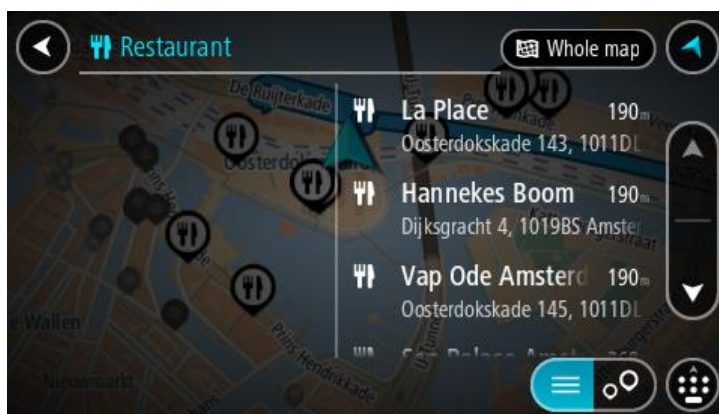 Restaurant
Whole map
De Ruijterkade
La Place 190m
Oosterdokskade 143, 1011DL
Hannekes Boom 190m
Dijksgracht 4, 1019BS Amster
Vap Ode Amsterd 190m
Oosterdokskade 145, 1011DL
Prins Hendrikkade
Nieuwmarkt
e Wallen